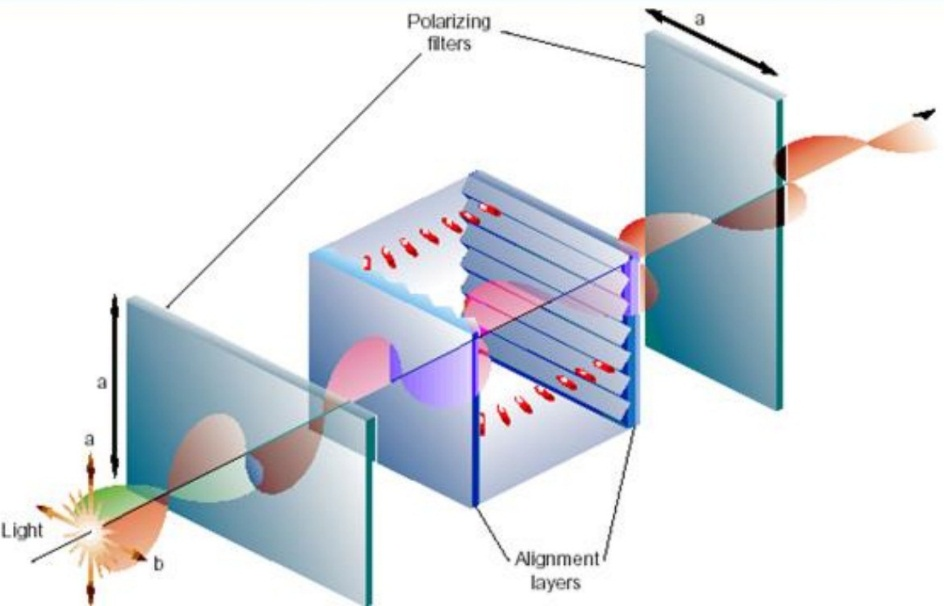 Polarizing
filters
a
a
a
Light
b
Alignment
layers